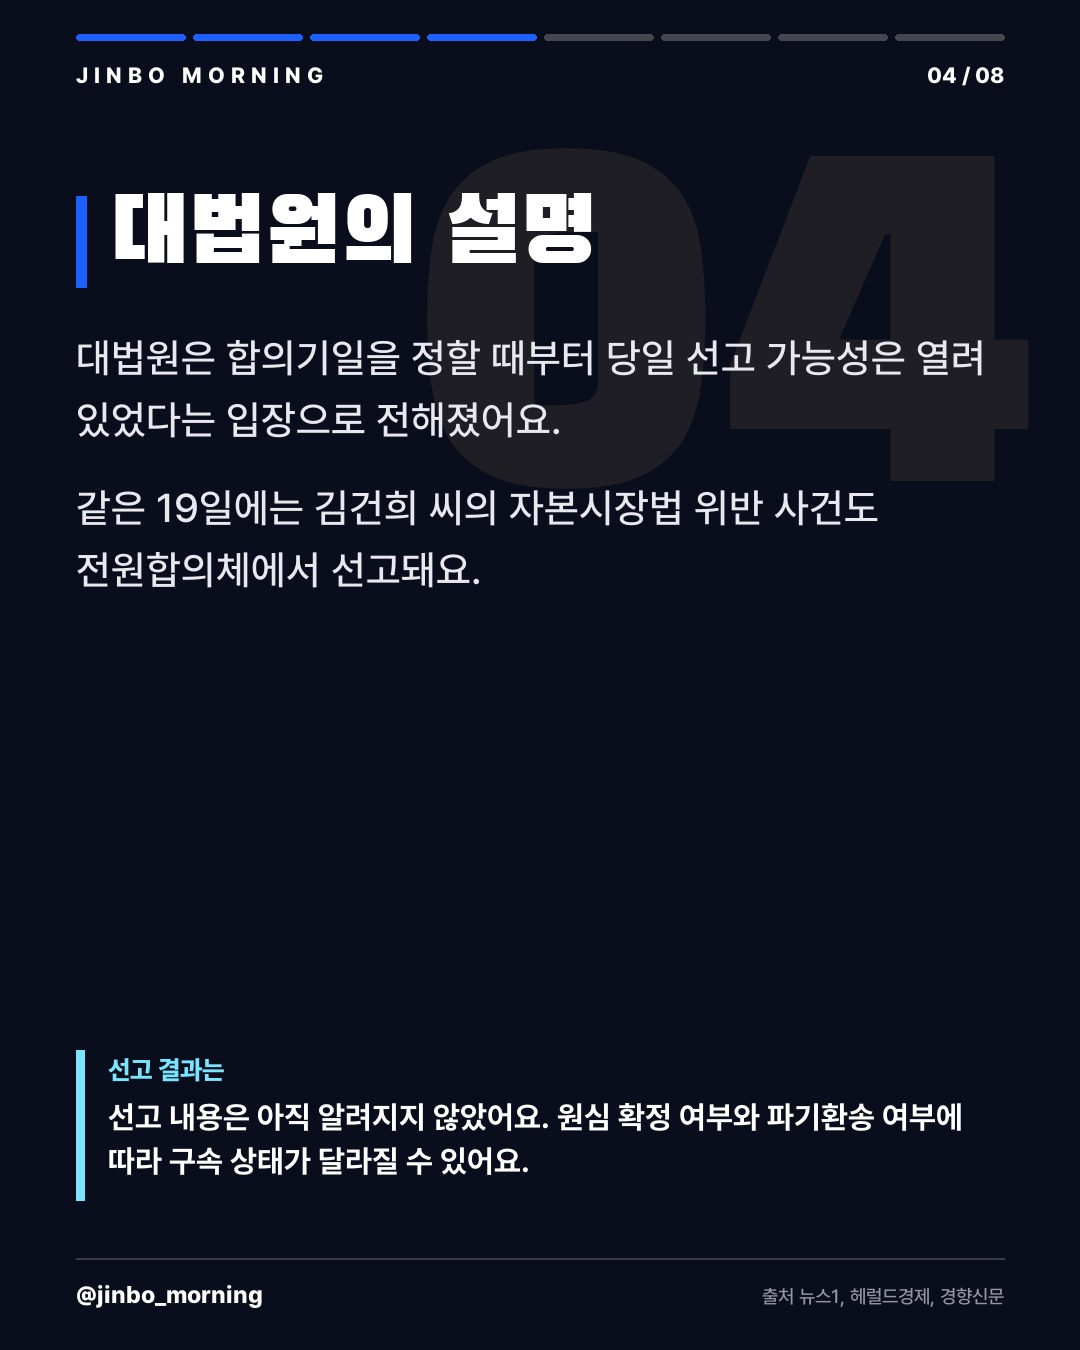 JINBO MORNING
04 / 08
04
대법원의 설명
대법원은 합의기일을 정할 때부터 당일 선고 가능성은 열려
있었다는 입장으로 전해졌어요.
같은 19일에는 김건희 씨의 자본시장법 위반 사건도
전원합의체에서 선고돼요.
선고 결과는
선고 내용은 아직 알려지지 않았어요. 원심 확정 여부와 파기환송 여부에
따라 구속 상태가 달라질 수 있어요.
@jinbo_morning
출처 뉴스1, 헤럴드경제, 경향신문